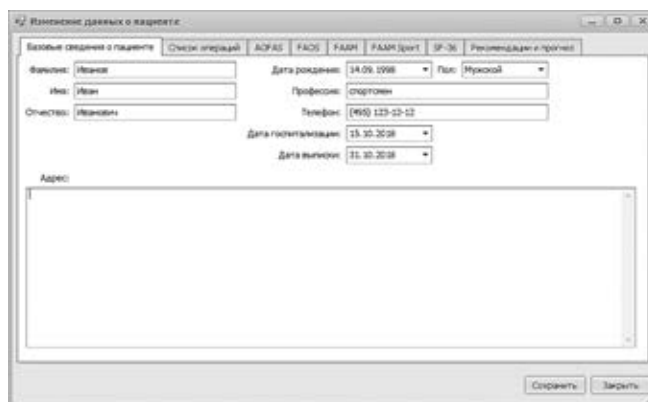 Изменение данных о пациенте
Базовые сведения о пациенте Список операций AOFAS FAOS FAAM FAAM Sport SF-36 Рекомендации и прогноз
Фамилия: Иванов Дата рождения: 14.09.1998 Пол: Мужской
Имя: Иван Профессия: спортсмен
Отчество: Иванович Телефон: (495) 123-12-12
Дата госпитализации: 15.10.2018
Дата выписки: 31.10.2018
Адрес:
Сохранить Закрыть